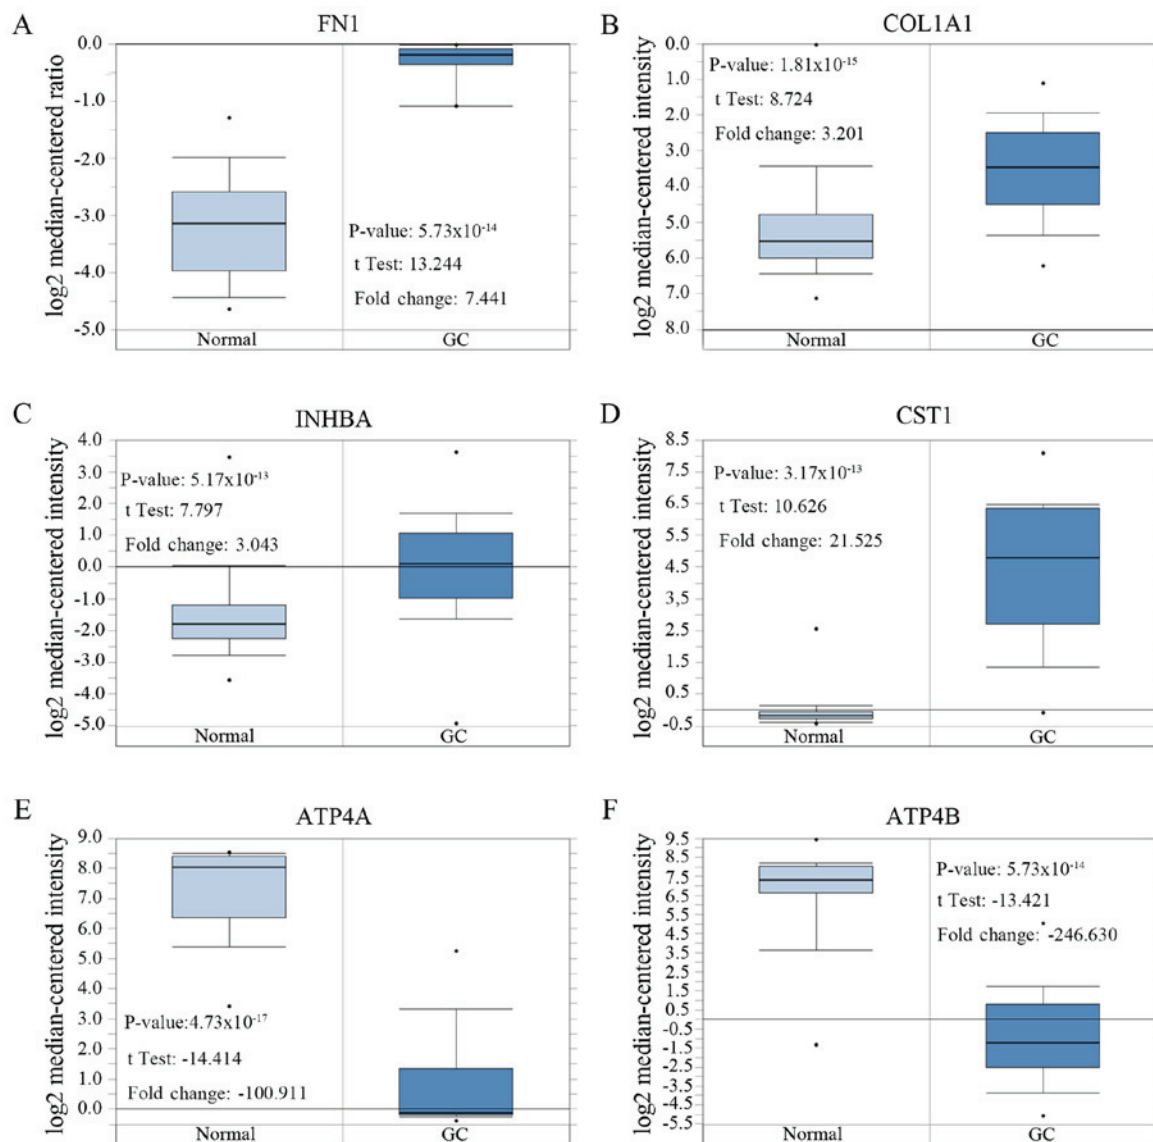 A
FN1
log2 median-centered ratio
0.0
-1.0
-2.0
-3.0
-4.0
-5.0
P-value: 5.73x10-14
t Test: 13.244
Fold change: 7.441
Normal
GC
B
COL1A1
log2 median-centered intensity
0.0
1.0
2.0
3.0
4.0
5.0
6.0
7.0
8.0
P-value: 1.81x10-15
t Test: 8.724
Fold change: 3.201
Normal
GC
C
INHBA
log2 median-centered intensity
4.0
3.0
2.0
1.0
0.0
-1.0
-2.0
-3.0
-4.0
-5.0
P-value: 5.17x10-13
t Test: 7.797
Fold change: 3.043
Normal
GC
D
CST1
log2 median-centered intensity
8.5
7.5
6.5
5.5
4.5
3,5
2.5
1.5
0.5
-0.5
P-value: 3.17x10-13
t Test: 10.626
Fold change: 21.525
Normal
GC
E
ATP4A
log2 median-centered intensity
9.0
8.0
7.0
6.0
5.0
4.0
3.0
2.0
1.0
0.0
P-value:4.73x10-17
t Test: -14.414
Fold change: -100.911
Normal
GC
F
ATP4B
log2 median-centered intensity
9.5
8.5
7.5
6.5
5.5
4.5
3.5
2.5
1.5
0.5
-0.5
-1.5
-2.5
-3.5
-4.5
-5.5
P-value: 5.73x10-14
t Test: -13.421
Fold change: -246.630
Normal
GC